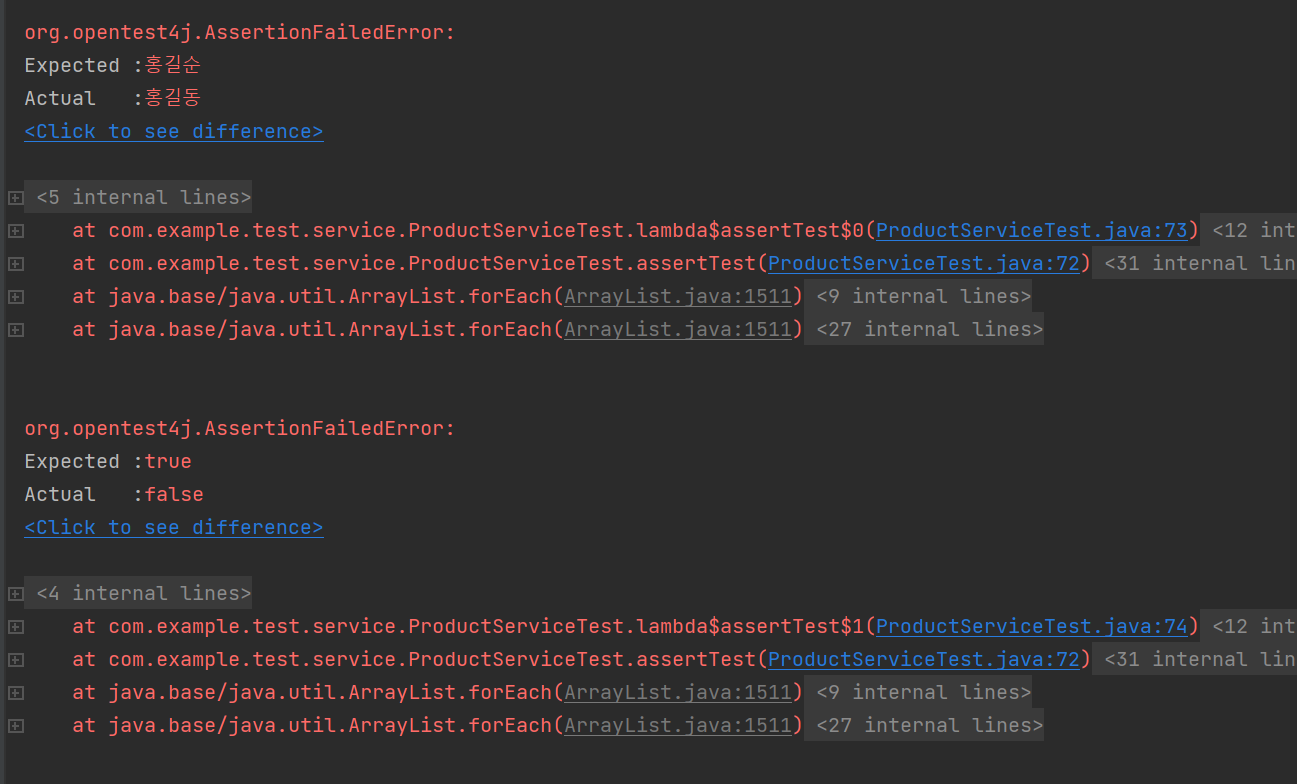 org.opentest4j.AssertionFailedError:
Expected :홍길순
Actual   :홍길동
<Click to see difference>
<5 internal lines>
at com.example.test.service.ProductServiceTest.lambda$assertTest$0(ProductServiceTest.java:73) <12 int
at com.example.test.service.ProductServiceTest.assertTest(ProductServiceTest.java:72) <31 internal lin
at java.base/java.util.ArrayList.forEach(ArrayList.java:1511) <9 internal lines>
at java.base/java.util.ArrayList.forEach(ArrayList.java:1511) <27 internal lines>
org.opentest4j.AssertionFailedError:
Expected :true
Actual   :false
<Click to see difference>
<4 internal lines>
at com.example.test.service.ProductServiceTest.lambda$assertTest$1(ProductServiceTest.java:74) <12 int
at com.example.test.service.ProductServiceTest.assertTest(ProductServiceTest.java:72) <31 internal lin
at java.base/java.util.ArrayList.forEach(ArrayList.java:1511) <9 internal lines>
at java.base/java.util.ArrayList.forEach(ArrayList.java:1511) <27 internal lines>